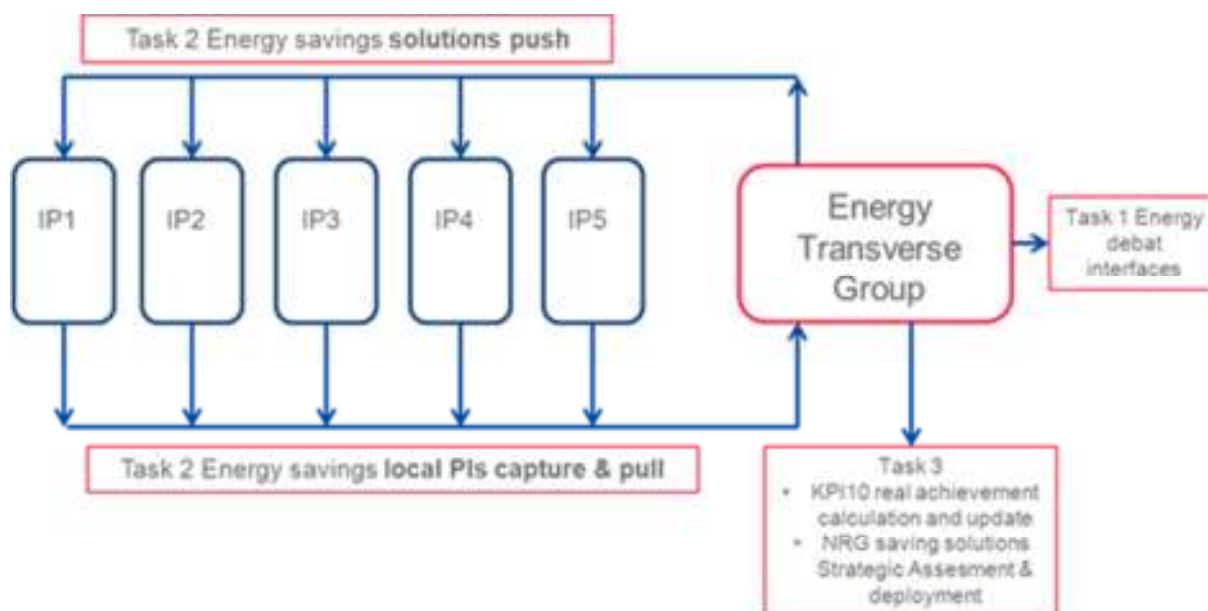 Task 2 Energy savings solutions push
IP1
IP2
IP3
IP4
IP5
Energy
Transverse
Group
Task 1 Energy
debat
interfaces
Task 2 Energy savings local PIs capture & pull
Task 3
• KPI10 real achievement
calculation and update
• NRG saving solutions
Strategic Assesment &
deployment